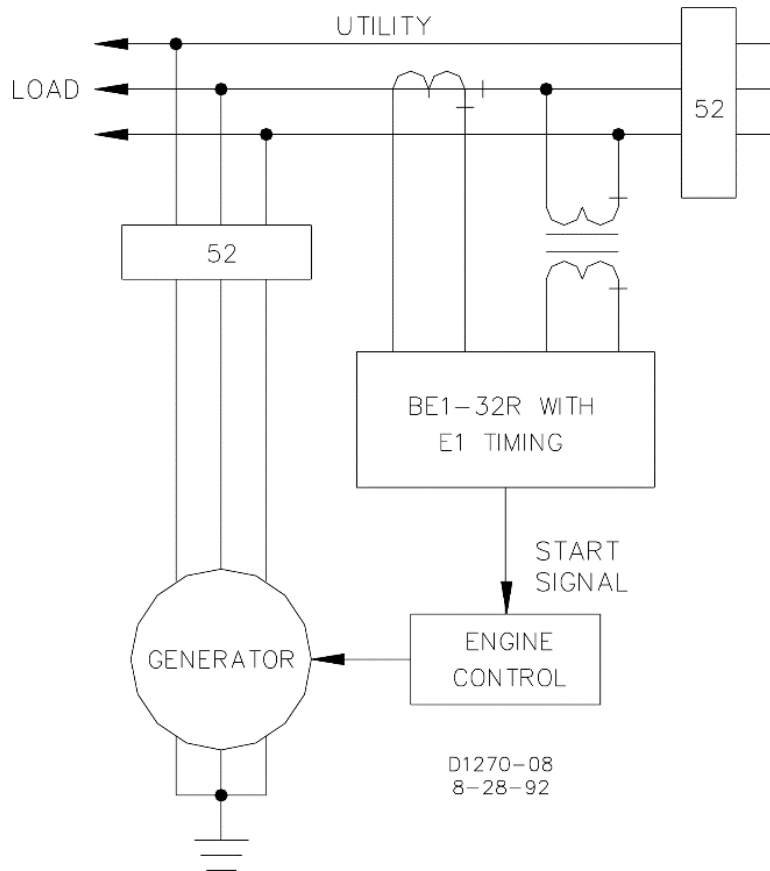 UTILITY
LOAD
52
52
BE1-32R WITH
E1 TIMING
START
SIGNAL
GENERATOR
ENGINE
CONTROL
D1270-08
8-28-92